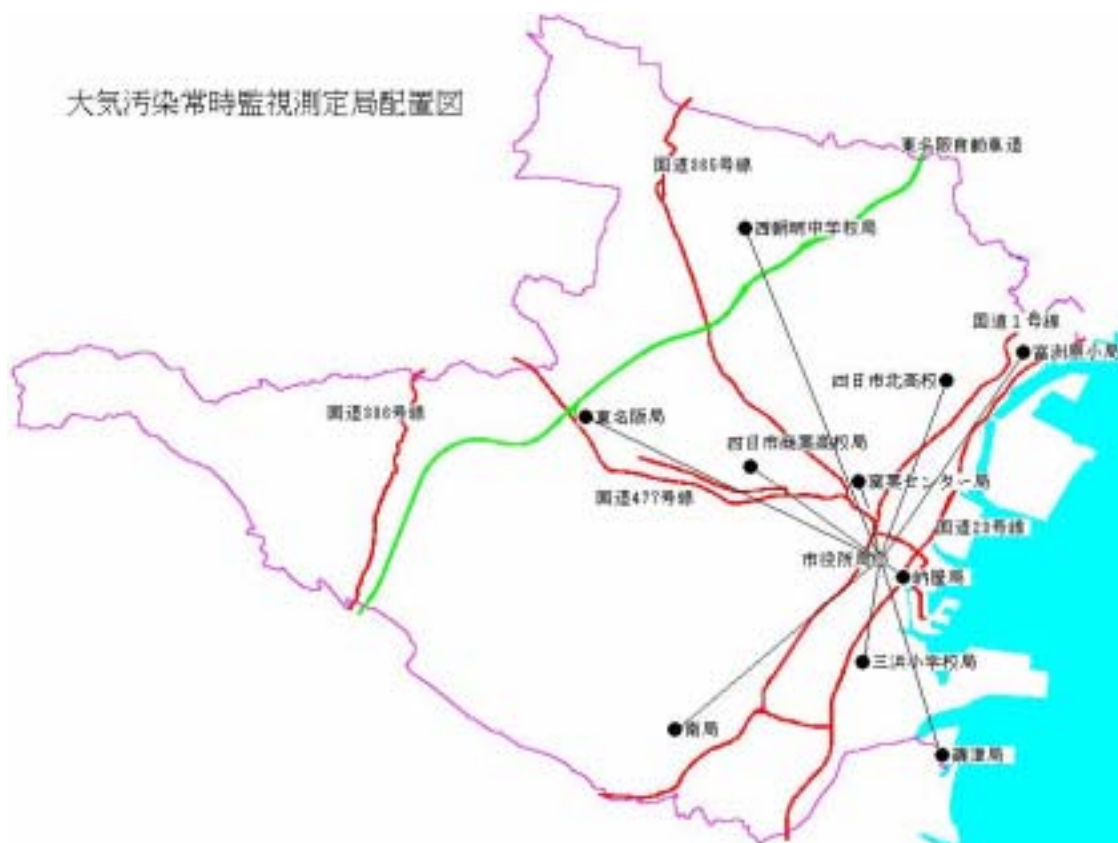 大気汚染常時監視測定局配置図
東名阪自動車道
国道365号線
西朝明中学校局
国道1号線
富洲原小局
四日市北高校
国道306号線
東名阪局
四日市商業高校局
窯業センター局
国道477号線
国道23号線
市役所局
納屋局
三浜小学校局
南局
磯津局